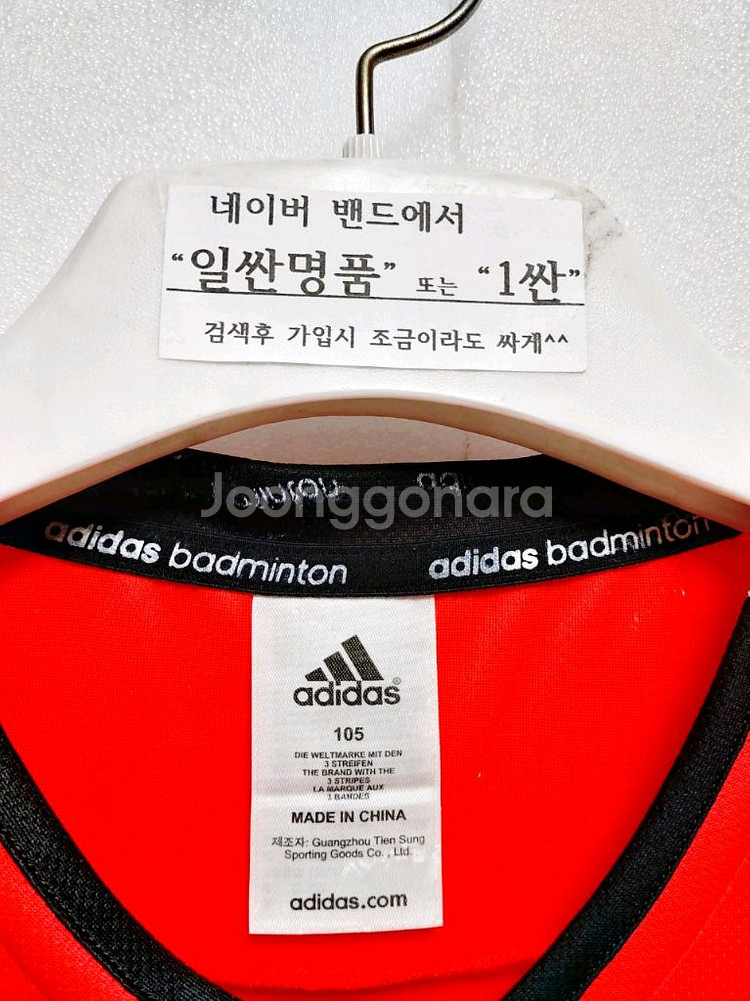 네이버 밴드에서
“일싼명품” 또는 “1싼”
검색후 가입시 조금이라도 싸게^^
Joonggonara
adidas badminton adidas badminton
adidas®
105
DIE WELTMARKE MIT DEN
3 STREIFEN
THE BRAND WITH THE
3 STRIPES
LA MARQUE AUX
3 BANDES
MADE IN CHINA
제조자: Guangzhou Tien Sung
Sporting Goods Co., Ltd.
adidas.com